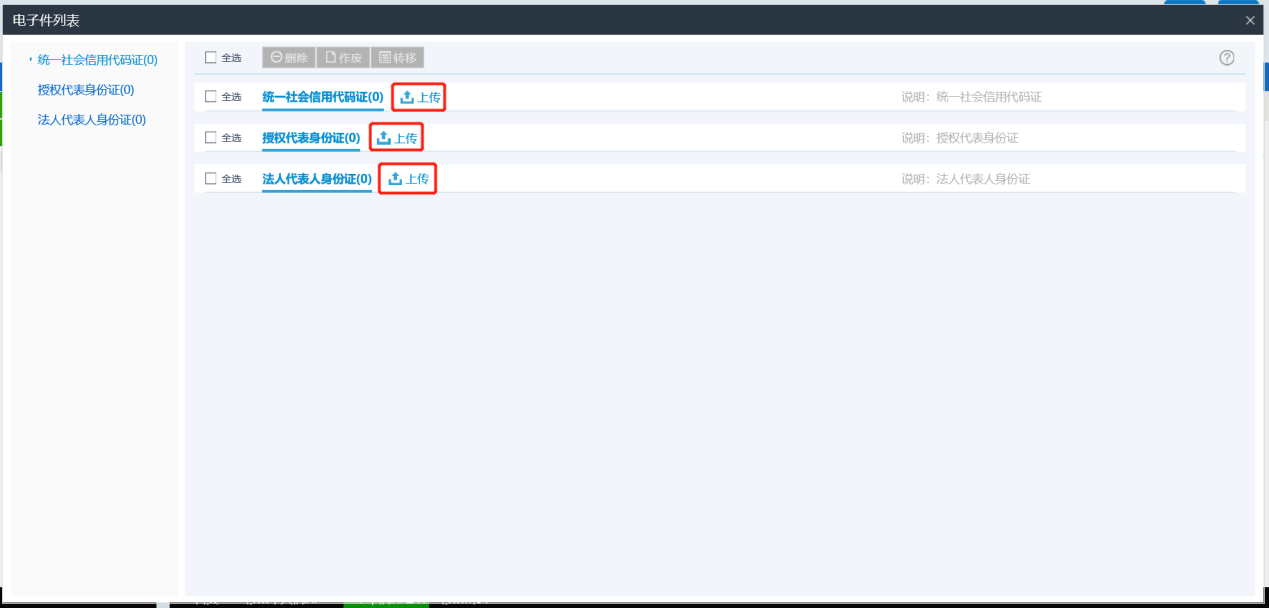 电子件列表
统一社会信用代码证(0)
授权代表身份证(0)
法人代表人身份证(0)
全选 删除 作废 转移
全选 统一社会信用代码证(0) 上传 说明：统一社会信用代码证
全选 授权代表身份证(0) 上传 说明：授权代表身份证
全选 法人代表人身份证(0) 上传 说明：法人代表人身份证